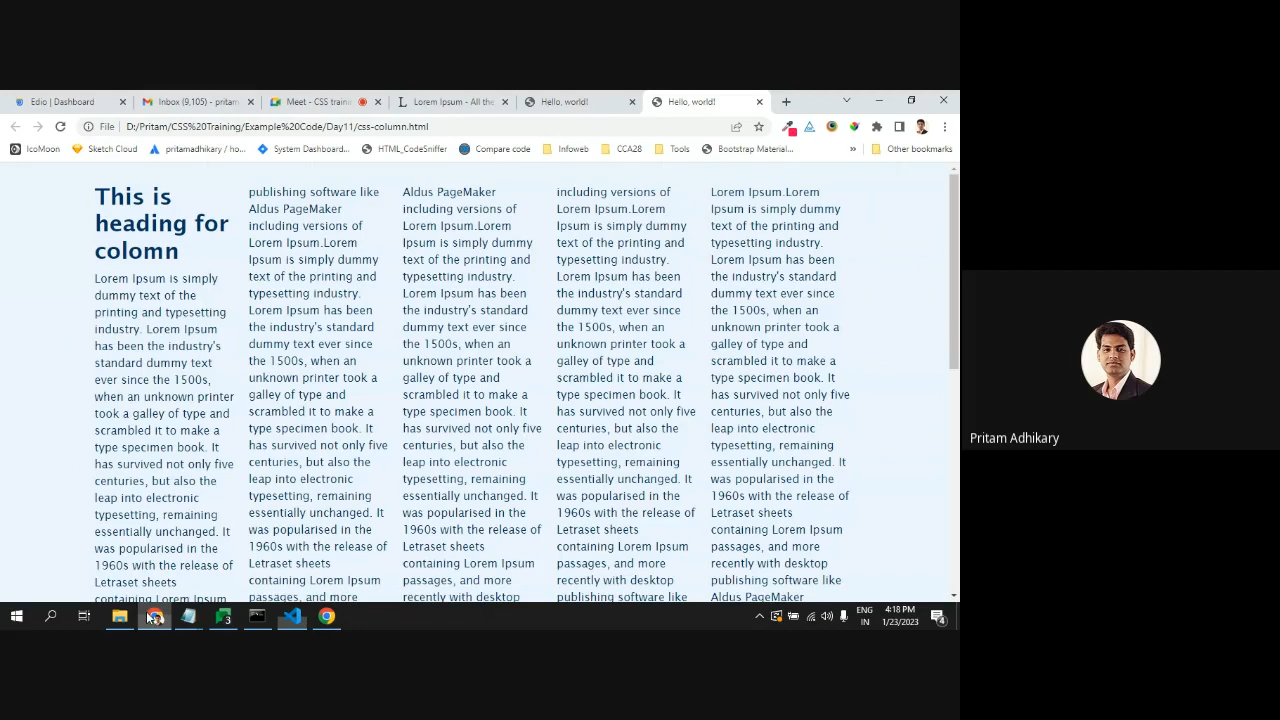 Edio | Dashboard
Inbox (9,105) - pritam
Meet - CSS traini
Lorem Ipsum - All the
Hello, world!
Hello, world!
File
D:/Pritam/CSS%20Training/Example%20Code/Day11/css-column.html
IcoMoon
Sketch Cloud
pritamadhikary / ho...
System Dashboard...
HTML_CodeSniffer
Compare code
Infoweb
CCA28
Tools
Bootstrap Material...
»
Other bookmarks
This is
heading for
colomn
Lorem Ipsum is simply
dummy text of the
printing and typesetting
industry. Lorem Ipsum
has been the industry's
standard dummy text
ever since the 1500s,
when an unknown printer
took a galley of type and
scrambled it to make a
type specimen book. It
has survived not only five
centuries, but also the
leap into electronic
typesetting, remaining
essentially unchanged. It
was popularised in the
1960s with the release of
Letraset sheets
containing Lorem Ipsum
publishing software like
Aldus PageMaker
including versions of
Lorem Ipsum.Lorem
Ipsum is simply dummy
text of the printing and
typesetting industry.
Lorem Ipsum has been
the industry's standard
dummy text ever since
the 1500s, when an
unknown printer took a
galley of type and
scrambled it to make a
type specimen book. It
has survived not only five
centuries, but also the
leap into electronic
typesetting, remaining
essentially unchanged. It
was popularised in the
1960s with the release of
Letraset sheets
containing Lorem Ipsum
passages, and more
Aldus PageMaker
including versions of
Lorem Ipsum.Lorem
Ipsum is simply dummy
text of the printing and
typesetting industry.
Lorem Ipsum has been
the industry's standard
dummy text ever since
the 1500s, when an
unknown printer took a
galley of type and
scrambled it to make a
type specimen book. It
has survived not only five
centuries, but also the
leap into electronic
typesetting, remaining
essentially unchanged. It
was popularised in the
1960s with the release of
Letraset sheets
containing Lorem Ipsum
passages, and more
recently with desktop
including versions of
Lorem Ipsum.Lorem
Ipsum is simply dummy
text of the printing and
typesetting industry.
Lorem Ipsum has been
the industry's standard
dummy text ever since
the 1500s, when an
unknown printer took a
galley of type and
scrambled it to make a
type specimen book. It
has survived not only five
centuries, but also the
leap into electronic
typesetting, remaining
essentially unchanged. It
was popularised in the
1960s with the release of
Letraset sheets
containing Lorem Ipsum
passages, and more
recently with desktop
publishing software like
Lorem Ipsum.Lorem
Ipsum is simply dummy
text of the printing and
typesetting industry.
Lorem Ipsum has been
the industry's standard
dummy text ever since
the 1500s, when an
unknown printer took a
galley of type and
scrambled it to make a
type specimen book. It
has survived not only five
centuries, but also the
leap into electronic
typesetting, remaining
essentially unchanged. It
was popularised in the
1960s with the release of
Letraset sheets
containing Lorem Ipsum
passages, and more
recently with desktop
publishing software like
Aldus PageMaker
Pritam Adhikary
3
ENG
IN
4:18 PM
1/23/2023
4